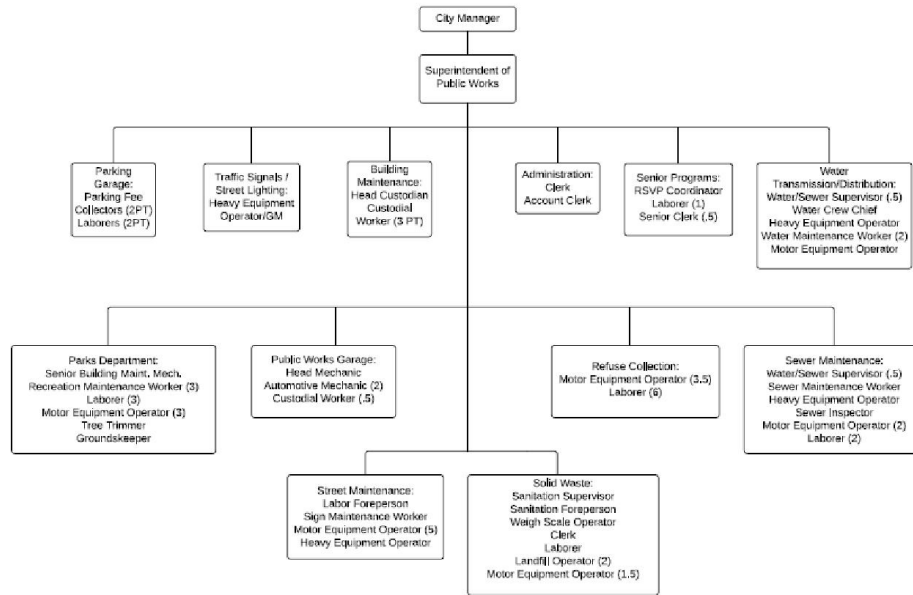 City Manager
Superintendent of
Public Works
Parking
Garage:
Parking Fee
Collectors (2PT)
Laborers (2PT)
Traffic Signals /
Street Lighting:
Heavy Equipment
Operator/GM
Building
Maintenance:
Head Custodian
Custodial
Worker (3 PT)
Administration:
Clerk
Account Clerk
Senior Programs:
RSVP Coordinator
Laborer (1)
Senior Clerk (.5)
Water
Transmission/Distribution:
Water/Sewer Supervisor (.5)
Water Crew Chief
Heavy Equipment Operator
Water Maintenance Worker (2)
Motor Equipment Operator
Parks Department:
Senior Building Maint. Mech.
Recreation Maintenance Worker (3)
Laborer (3)
Motor Equipment Operator (3)
Tree Trimmer
Groundskeeper
Public Works Garage:
Head Mechanic
Automotive Mechanic (2)
Custodial Worker (.5)
Refuse Collection:
Motor Equipment Operator (3.5)
Laborer (6)
Sewer Maintenance:
Water/Sewer Supervisor (.5)
Sewer Maintenance Worker
Heavy Equipment Operator
Sewer Inspector
Motor Equipment Operator (2)
Laborer (2)
Street Maintenance:
Labor Foreperson
Sign Maintenance Worker
Motor Equipment Operator (5)
Heavy Equipment Operator
Solid Waste:
Sanitation Supervisor
Sanitation Foreperson
Weigh Scale Operator
Clerk
Laborer
Landfill Operator (2)
Motor Equipment Operator (1.5)